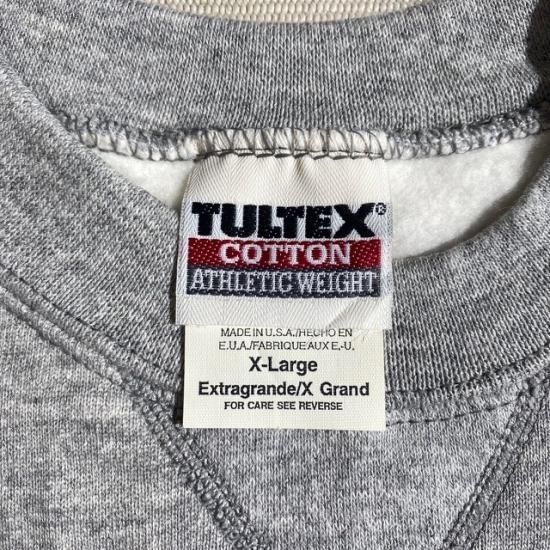 TULTEX®
COTTON
ATHLETIC WEIGHT
MADE IN U.S.A./HECHO EN
E.U.A./FABRIQUE AUX E.-U.
X-Large
Extragrande/X Grand
FOR CARE SEE REVERSE